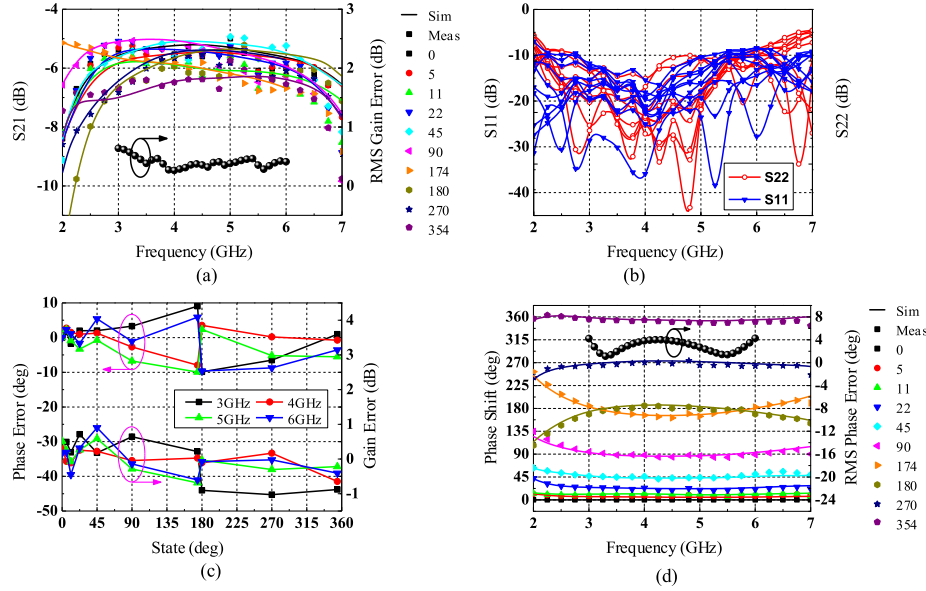 S21 (dB)
-4
-6
-8
-10
2 3 4 5 6 7
Frequency (GHz)
3
2
1
0
RMS Gain Error (dB)
Sim
Meas
0
5
11
22
45
90
174
180
270
354
(a)
S11 (dB)
0
-10
-20
-30
-40
2 3 4 5 6 7
Frequency (GHz)
S22 (dB)
S22
S11
(b)
Phase Error (deg)
10
0
-10
-20
-30
-40
-50
0 45 90 135 180 225 270 315 360
State (deg)
4
3
2
1
0
-1
Gain Error (dB)
3GHz 4GHz
5GHz 6GHz
(c)
Phase Shift (deg)
360
315
270
225
180
135
90
45
0
2 3 4 5 6 7
Frequency (GHz)
8
4
0
-4
-8
-12
-16
-20
-24
RMS Phase Error (deg)
Sim
Meas
0
5
11
22
45
90
174
180
270
354
(d)